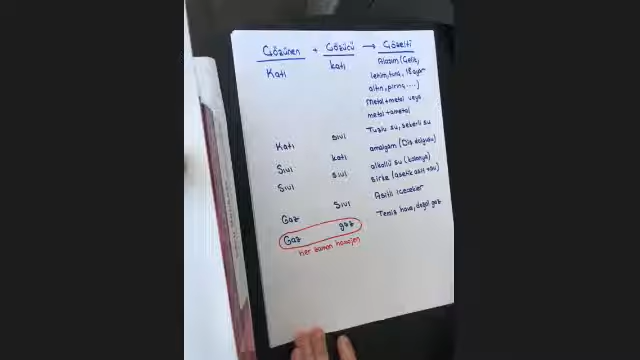 Çözünen + Çözücü → Çözelti
Katı katı Alaşım (Çelik,
lehim, tunç, 18 ayar
altın, pirinç, ....)
Metal + metal veya
metal + ametal
Katı sıvı Tuzlu su, şekerli su
Sıvı katı amalgam (Diş dolgusu)
Sıvı sıvı alkollü su (kolonya)
sirke (asetik asit + su)
Gaz Sıvı Asitli içecekler
Gaz gaz Temiz hava, doğal gaz
Her zaman homojen